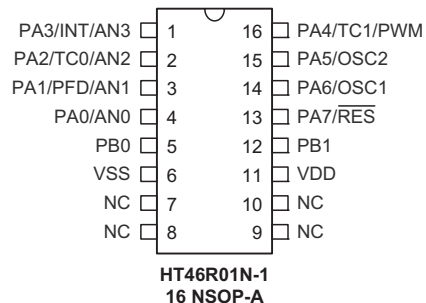 PA3/INT/AN3 1 16 PA4/TC1/PWM
PA2/TC0/AN2 2 15 PA5/OSC2
PA1/PFD/AN1 3 14 PA6/OSC1
PA0/AN0 4 13 PA7/R̅E̅S̅
PB0 5 12 PB1
VSS 6 11 VDD
NC 7 10 NC
NC 8 9 NC
HT46R01N-1
16 NSOP-A